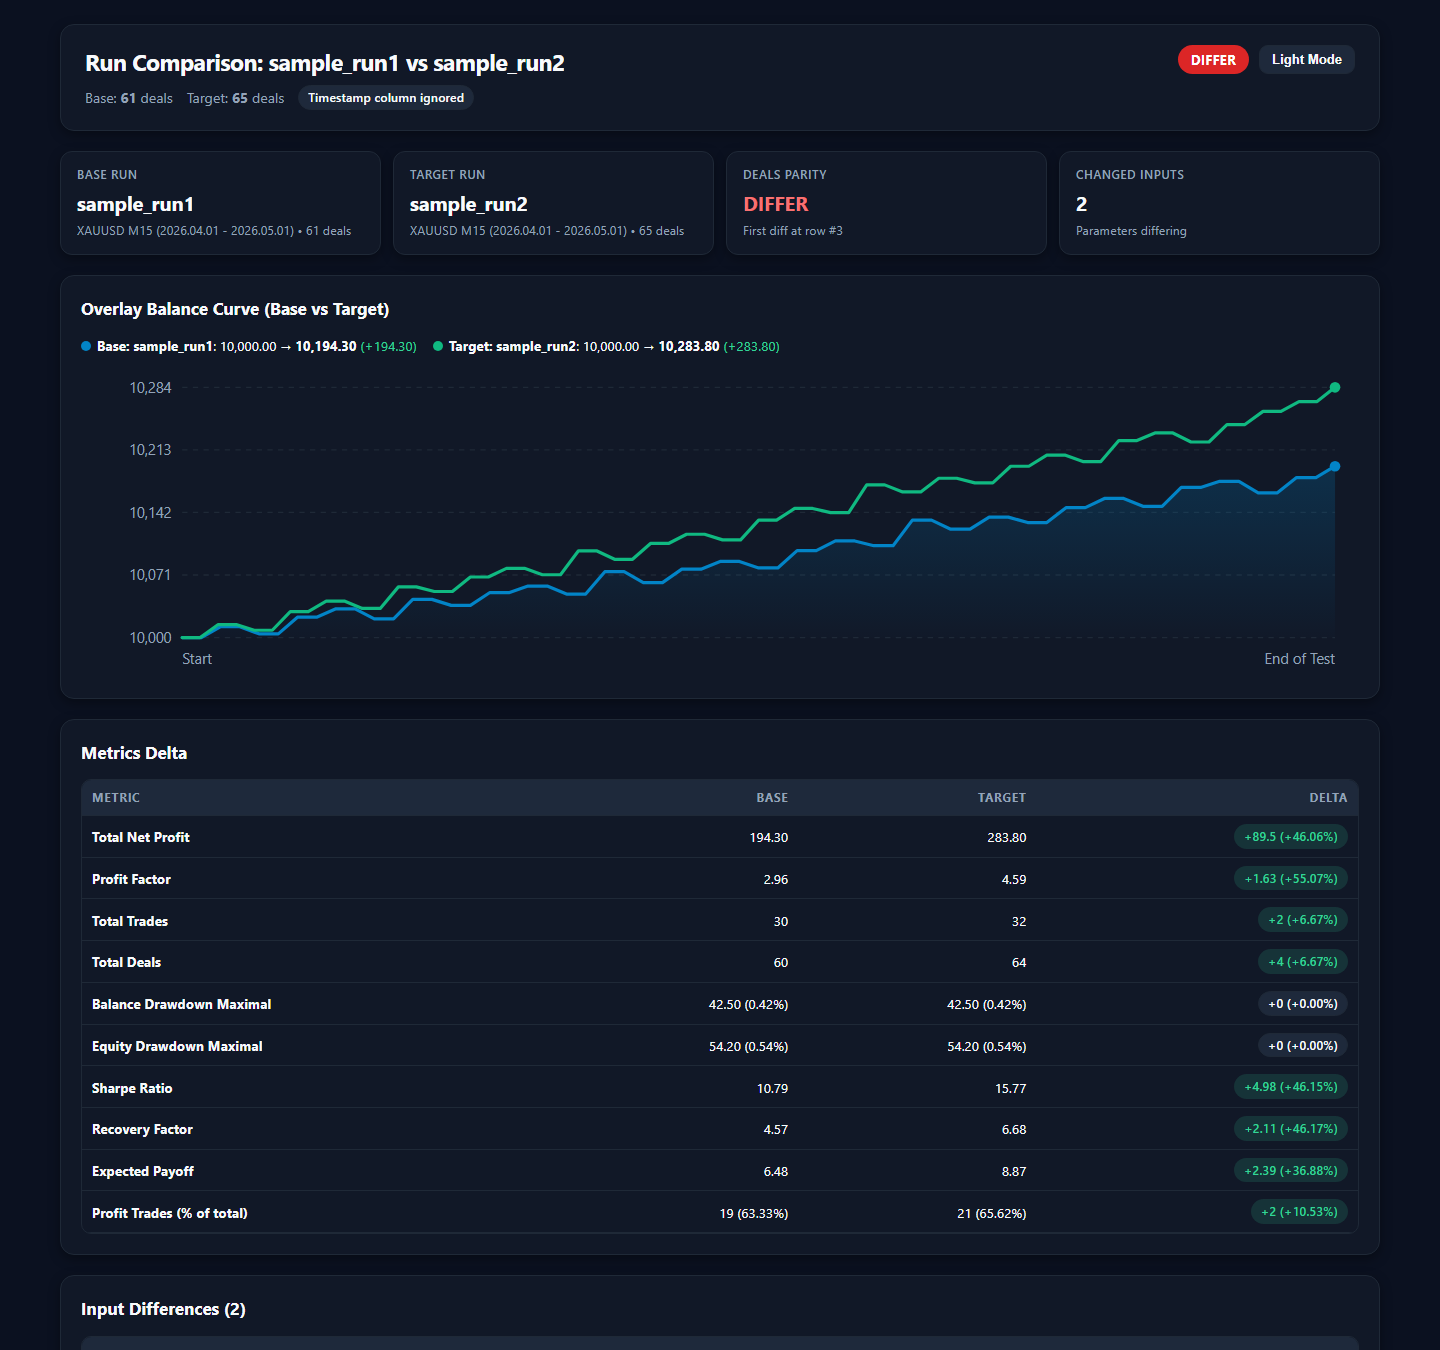 Run Comparison: sample_run1 vs sample_run2
DIFFER
Light Mode
Base: 61 deals Target: 65 deals Timestamp column ignored
BASE RUN
sample_run1
XAUUSD M15 (2026.04.01 - 2026.05.01) • 61 deals
TARGET RUN
sample_run2
XAUUSD M15 (2026.04.01 - 2026.05.01) • 65 deals
DEALS PARITY
DIFFER
First diff at row #3
CHANGED INPUTS
2
Parameters differing
Overlay Balance Curve (Base vs Target)
Base: sample_run1: 10,000.00 → 10,194.30 (+194.30) Target: sample_run2: 10,000.00 → 10,283.80 (+283.80)
10,284
10,213
10,142
10,071
10,000
Start End of Test
Metrics Delta
METRIC BASE TARGET DELTA
Total Net Profit 194.30 283.80 +89.5 (+46.06%)
Profit Factor 2.96 4.59 +1.63 (+55.07%)
Total Trades 30 32 +2 (+6.67%)
Total Deals 60 64 +4 (+6.67%)
Balance Drawdown Maximal 42.50 (0.42%) 42.50 (0.42%) +0 (+0.00%)
Equity Drawdown Maximal 54.20 (0.54%) 54.20 (0.54%) +0 (+0.00%)
Sharpe Ratio 10.79 15.77 +4.98 (+46.15%)
Recovery Factor 4.57 6.68 +2.11 (+46.17%)
Expected Payoff 6.48 8.87 +2.39 (+36.88%)
Profit Trades (% of total) 19 (63.33%) 21 (65.62%) +2 (+10.53%)
Input Differences (2)